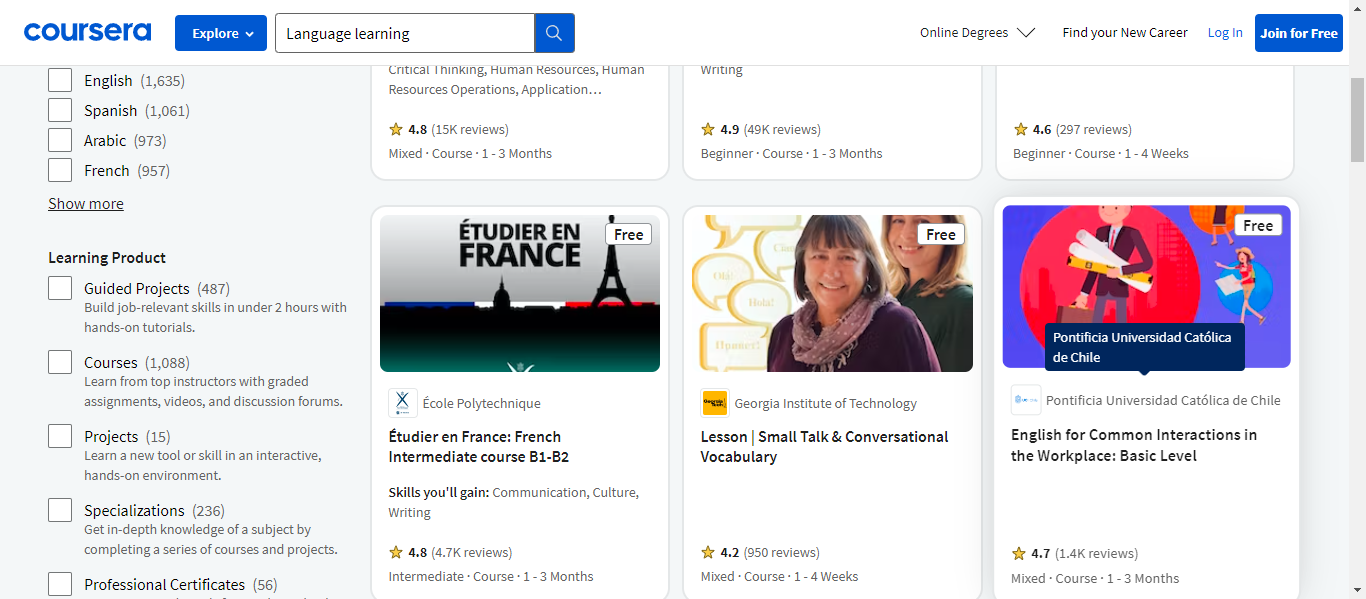 coursera
Explore
Language learning
Online Degrees
Find your New Career
Log In
Join for Free
English (1,635)
Spanish (1,061)
Arabic (973)
French (957)
Show more
Learning Product
Guided Projects (487)
Build job-relevant skills in under 2 hours with
hands-on tutorials.
Courses (1,088)
Learn from top instructors with graded
assignments, videos, and discussion forums.
Projects (15)
Learn a new tool or skill in an interactive,
hands-on environment.
Specializations (236)
Get in-depth knowledge of a subject by
completing a series of courses and projects.
Professional Certificates (56)
Critical Thinking, Human Resources, Human
Resources Operations, Application…
4.8 (15K reviews)
Mixed · Course · 1 - 3 Months
Writing
4.9 (49K reviews)
Beginner · Course · 1 - 3 Months
4.6 (297 reviews)
Beginner · Course · 1 - 4 Weeks
ÉTUDIER EN
FRANCE
Free
École Polytechnique
Étudier en France: French
Intermediate course B1-B2
Skills you'll gain: Communication, Culture,
Writing
4.8 (4.7K reviews)
Intermediate · Course · 1 - 3 Months
Olá!
Hola!
Привет!
Free
Georgia Institute of Technology
Lesson | Small Talk & Conversational
Vocabulary
4.2 (950 reviews)
Mixed · Course · 1 - 4 Weeks
Free
Pontificia Universidad Católica
de Chile
Pontificia Universidad Católica de Chile
English for Common Interactions in
the Workplace: Basic Level
4.7 (1.4K reviews)
Mixed · Course · 1 - 3 Months